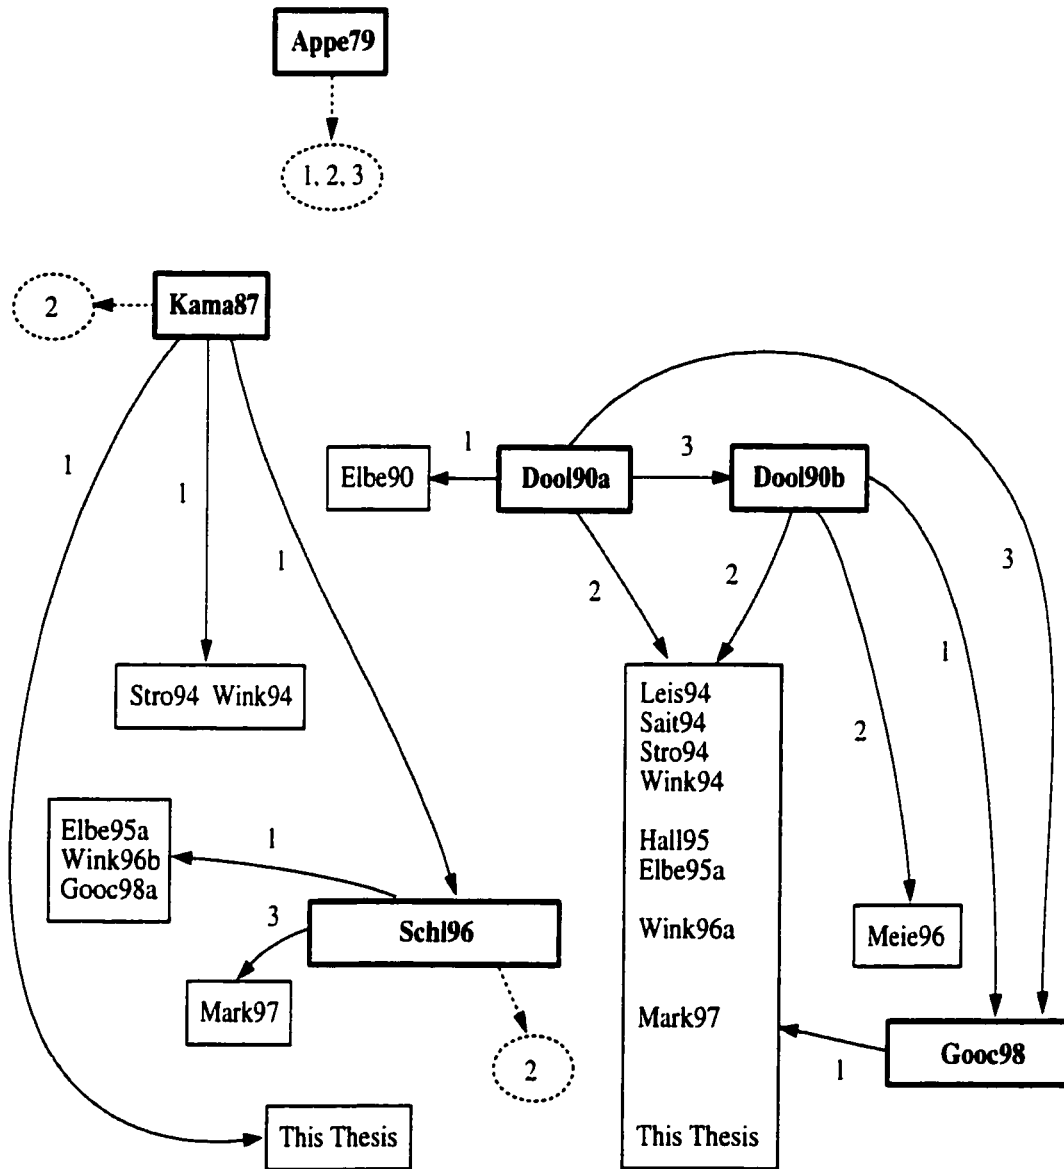 Appe79
1, 2, 3
2
Kama87
1
1
1
Elbe90
1
Dool90a
3
Dool90b
3
2
2
1
2
Stro94 Wink94
Leis94
Sait94
Stro94
Wink94
Hall95
Elbe95a
Wink96a
Mark97
This Thesis
Elbe95a
Wink96b
Gooc98a
1
Schl96
3
Mark97
2
Meie96
Gooc98
1
This Thesis